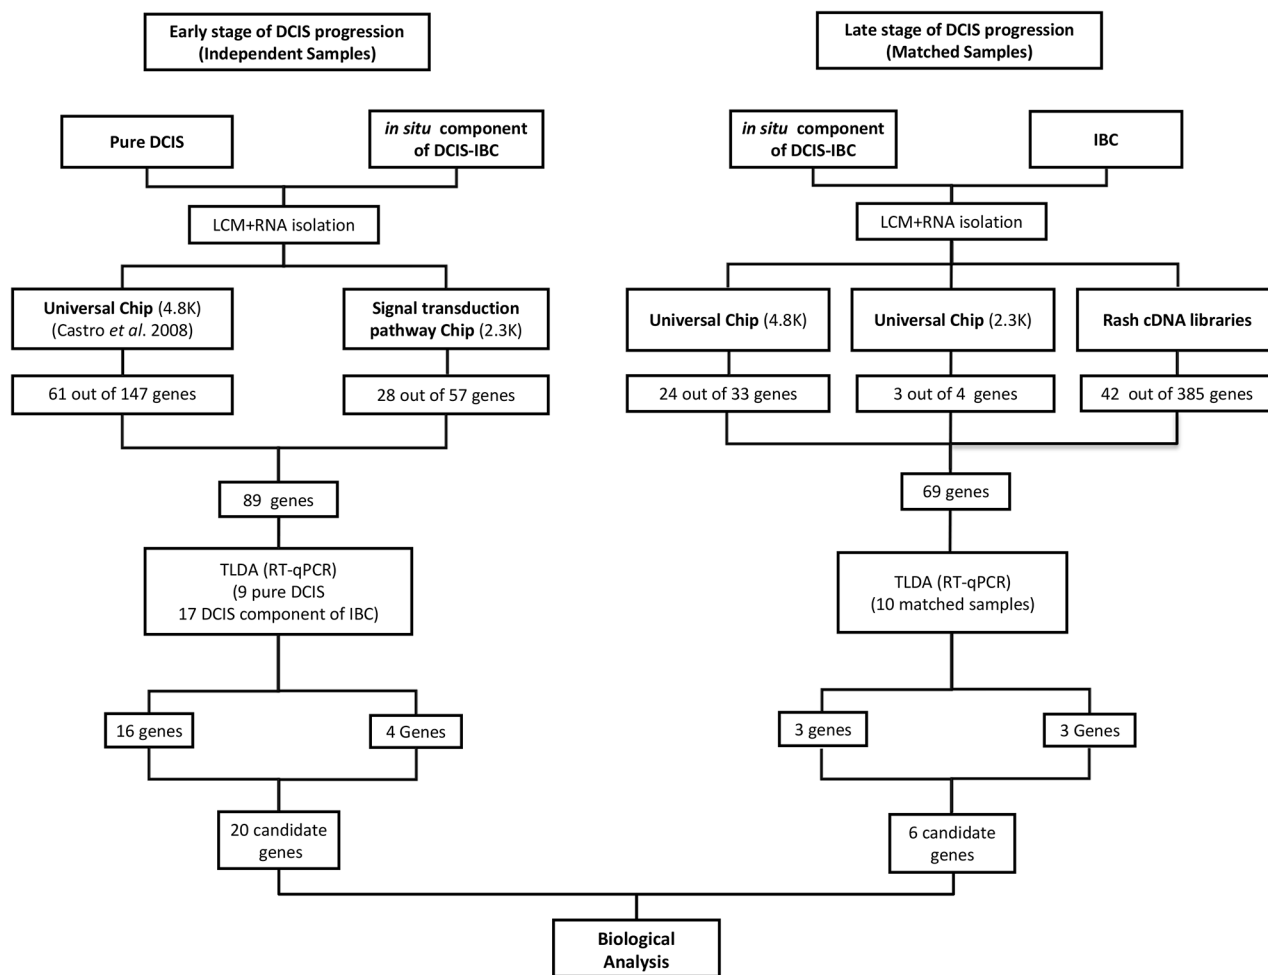 Early stage of DCIS progression
(Independent Samples)
Late stage of DCIS progression
(Matched Samples)
Pure DCIS
in situ component
of DCIS-IBC
in situ component
of DCIS-IBC
IBC
LCM+RNA isolation
LCM+RNA isolation
Universal Chip (4.8K)
(Castro et al. 2008)
Signal transduction
pathway Chip (2.3K)
Universal Chip (4.8K)
Universal Chip (2.3K)
Rash cDNA libraries
61 out of 147 genes
28 out of 57 genes
24 out of 33 genes
3 out of 4 genes
42 out of 385 genes
89 genes
69 genes
TLDA (RT-qPCR)
(9 pure DCIS
17 DCIS component of IBC)
TLDA (RT-qPCR)
(10 matched samples)
16 genes
4 Genes
3 genes
3 Genes
20 candidate
genes
6 candidate
genes
Biological
Analysis